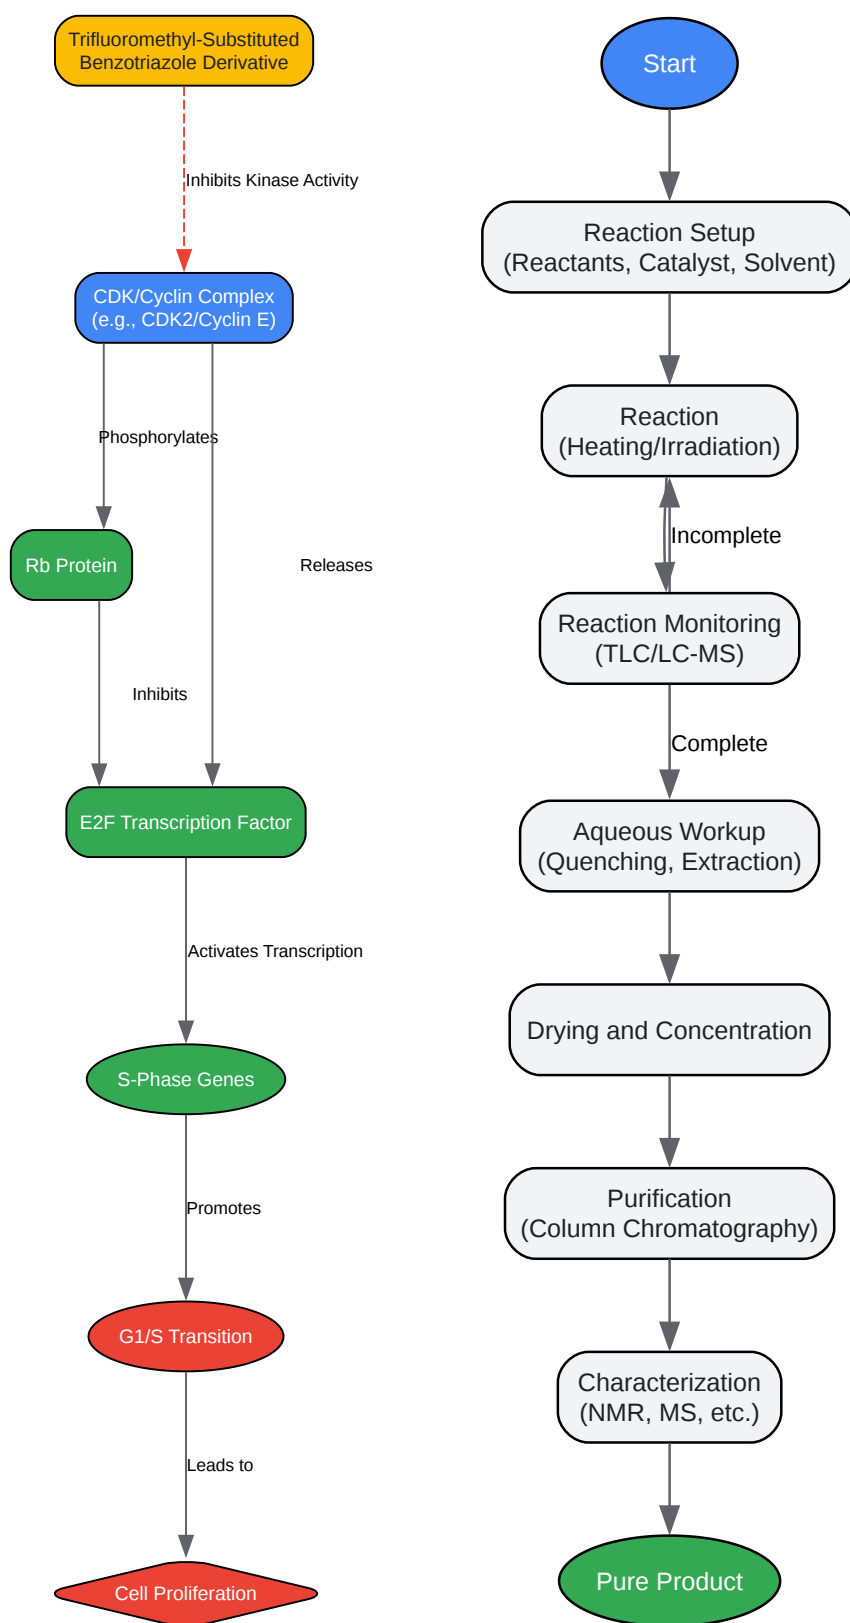 Trifluoromethyl-Substituted
Benzotriazole Derivative
Inhibits Kinase Activity
CDK/Cyclin Complex
(e.g., CDK2/Cyclin E)
Phosphorylates
Rb Protein
Releases
Inhibits
E2F Transcription Factor
Activates Transcription
S-Phase Genes
Promotes
G1/S Transition
Leads to
Cell Proliferation
Start
Reaction Setup
(Reactants, Catalyst, Solvent)
Reaction
(Heating/Irradiation)
Incomplete
Reaction Monitoring
(TLC/LC-MS)
Complete
Aqueous Workup
(Quenching, Extraction)
Drying and Concentration
Purification
(Column Chromatography)
Characterization
(NMR, MS, etc.)
Pure Product